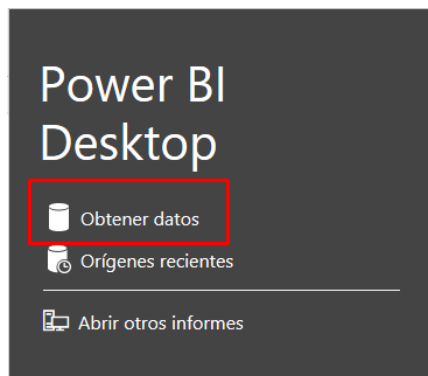 Power BI
Desktop
Obtener datos
Orígenes recientes
Abrir otros informes